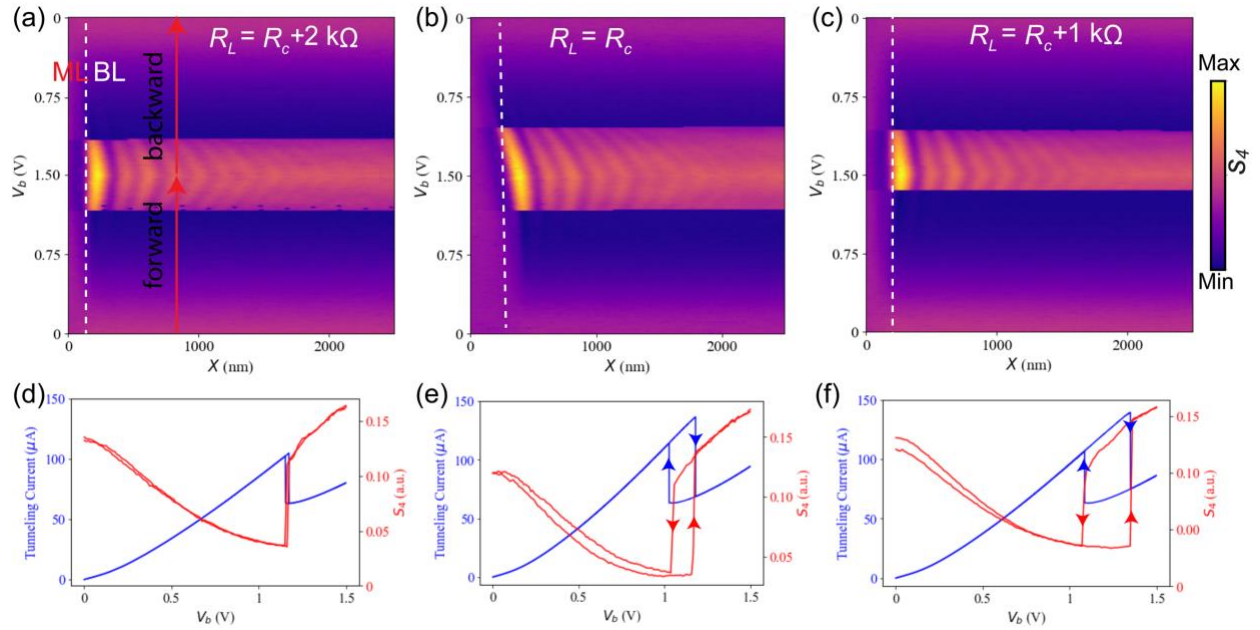 (a)
R_L = R_c+2 kΩ
ML
BL
backward
forward
0
0.75
1.50
0.75
0
V_b (V)
0
1000
2000
X (nm)
(b)
R_L = R_c
0
0.75
1.50
0.75
0
V_b (V)
0
1000
2000
X (nm)
(c)
R_L = R_c+1 kΩ
0
0.75
1.50
0.75
0
V_b (V)
0
1000
2000
X (nm)
Max
S_4
Min
(d)
150
100
50
0
Tunneling Current (μA)
0.15
0.10
0.05
0
S_4 (a.u.)
0
0.5
1
1.5
V_b (V)
(e)
150
100
50
0
Tunneling Current (μA)
0.15
0.10
0.05
S_4 (a.u.)
0
0.5
1
1.5
V_b (V)
(f)
150
100
50
0
Tunneling Current (μA)
0.15
0.10
0.00
0
S_4 (a.u.)
0
0.5
1
1.5
V_b (V)